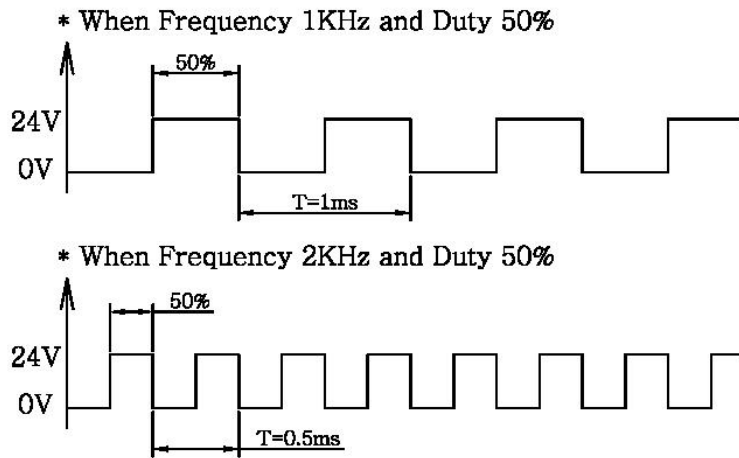 * When Frequency 1KHz and Duty 50%
50%
24V
0V
T=1ms
* When Frequency 2KHz and Duty 50%
50%
24V
0V
T=0.5ms